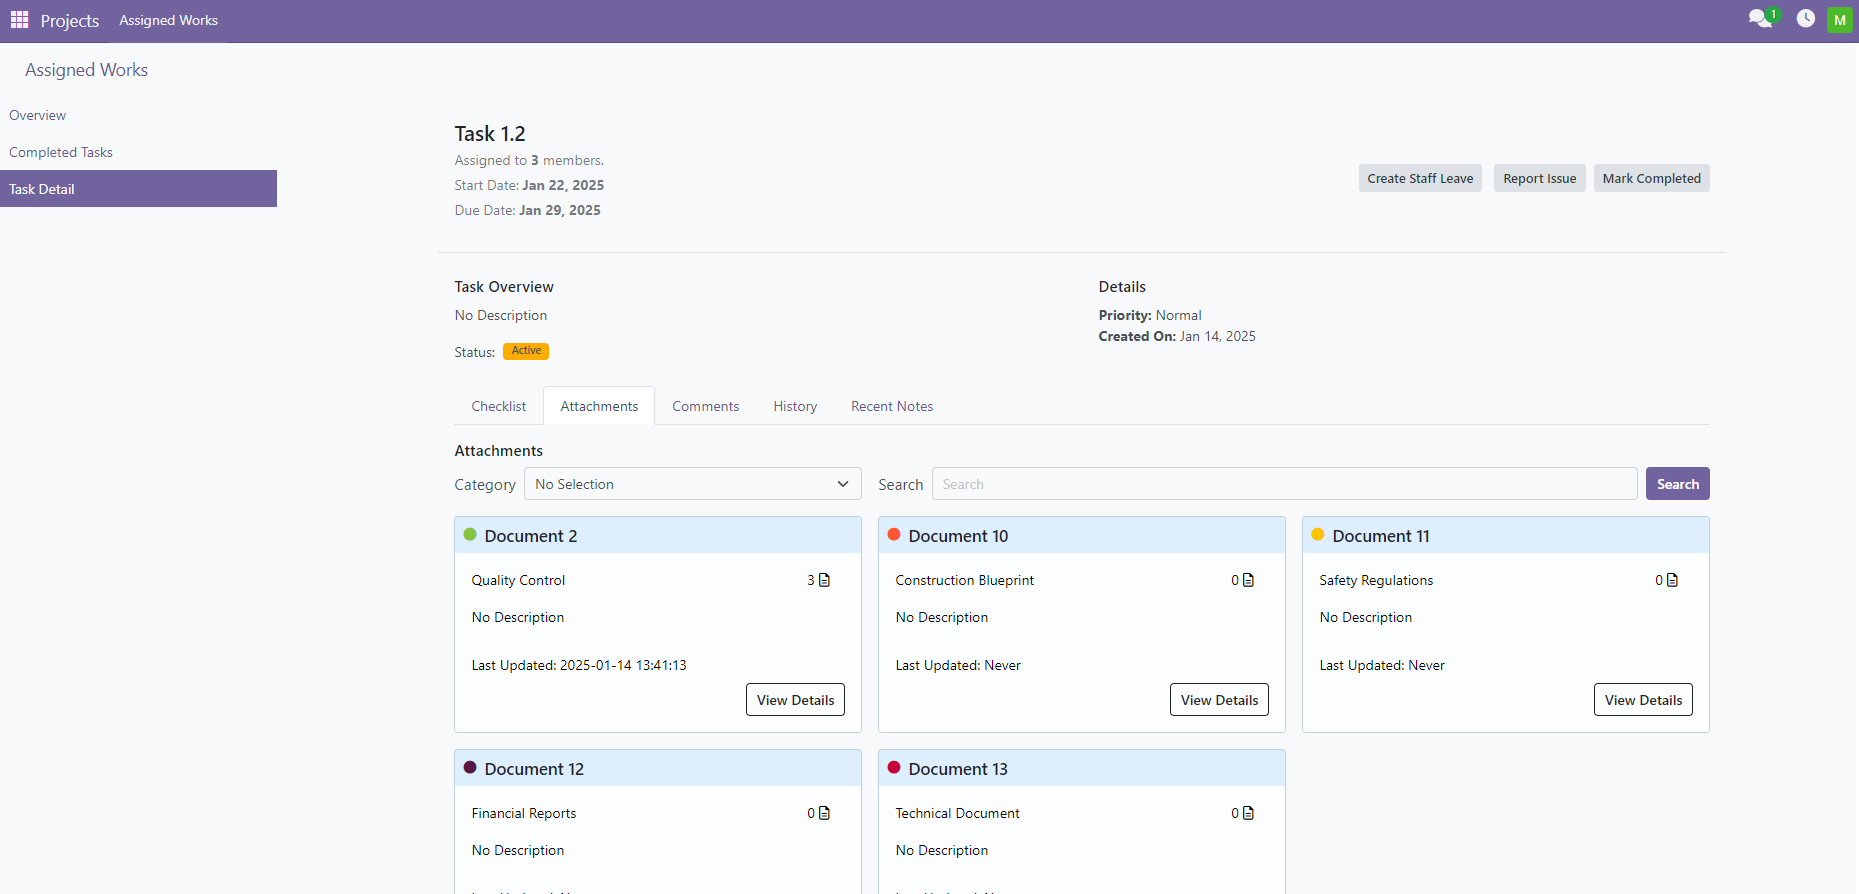 Projects Assigned Works 1 M
Assigned Works
Overview
Completed Tasks
Task Detail
Task 1.2
Assigned to 3 members.
Start Date: Jan 22, 2025
Due Date: Jan 29, 2025
Create Staff Leave Report Issue Mark Completed
Task Overview
No Description
Status: Active
Details
Priority: Normal
Created On: Jan 14, 2025
Checklist Attachments Comments History Recent Notes
Attachments
Category No Selection Search Search Search
Document 2
Quality Control 3
No Description
Last Updated: 2025-01-14 13:41:13
View Details
Document 10
Construction Blueprint 0
No Description
Last Updated: Never
View Details
Document 11
Safety Regulations 0
No Description
Last Updated: Never
View Details
Document 12
Financial Reports 0
No Description
Document 13
Technical Document 0
No Description